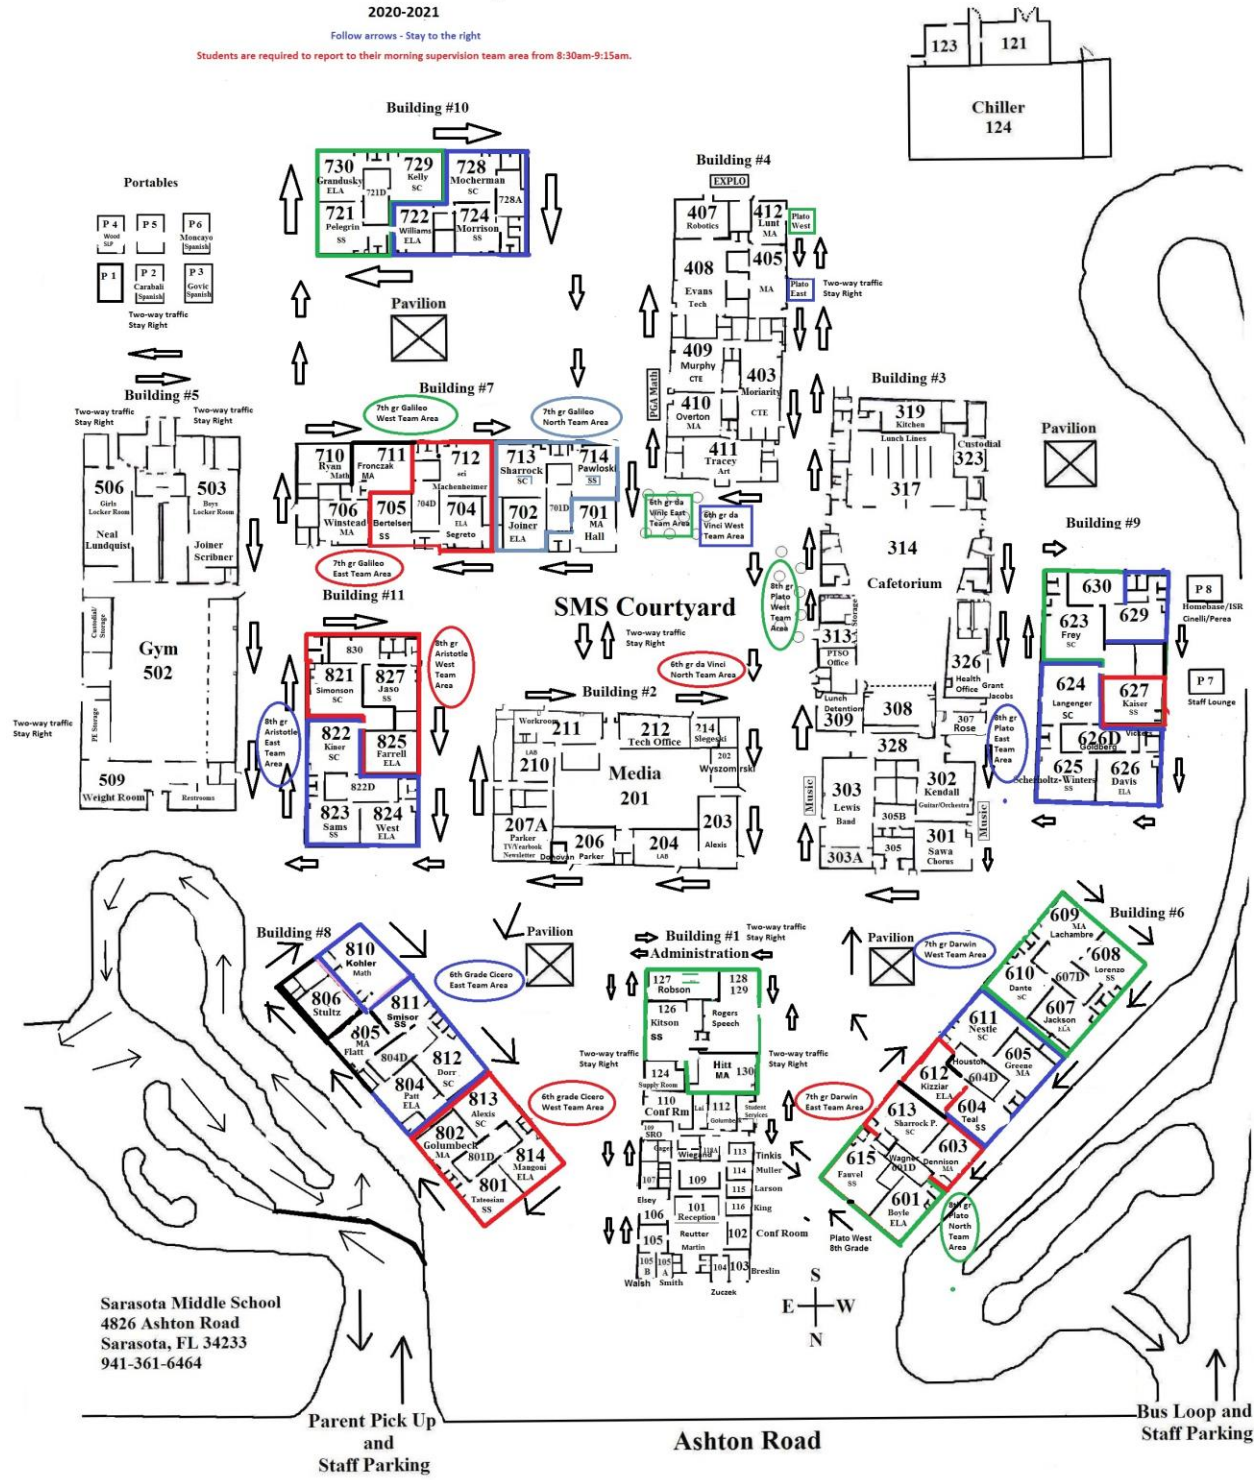 2020-2021
Follow arrows - Stay to the right
Students are required to report to their morning supervision team area from 8:30am-9:15am.
123
121
Chiller
124
Building #10
730
Grandusky
ELA
729
Kelly
SC
721D
721
Pelegrin
SS
728
Mocherman
SC
728A
722
Williams
ELA
724
Morrison
SS
Portables
P 4
Wood
SLP
P 5
P 6
Moncayo
Spanish
P 1
P 2
Carabali
Spanish
P 3
Govic
Spanish
Two-way traffic
Stay Right
Pavilion
Building #4
EXPLO
407
Robotics
412
Lunt
MA
Plato
West
408
Evans
Tech
405
MA
Plato
East
Two-way traffic
Stay Right
409
Murphy
CTE
403
Moriarity
CTE
PGA Math
410
Overton
MA
411
Tracey
Art
Building #5
Two-way traffic
Stay Right
Two-way traffic
Stay Right
506
Girls
Locker Room
503
Boys
Locker Room
Neal
Lundquist
Joiner
Scribner
Custodial/
Storage
Gym
502
PE Storage
Two-way traffic
Stay Right
509
Weight Room
Restrooms
Building #7
7th gr Galileo
West Team Area
7th gr Galileo
North Team Area
710
Ryan
Math
711
Fronczak
MA
712
sci
Machenheimer
706
Winstead
MA
705
Bertelsen
SS
704D
704
ELA
Segreto
713
Sharrock
SC
714
Pawloski
SS
702
Joiner
ELA
701D
701
MA
Hall
7th gr Galileo
East Team Area
6th gr da
Vinic East
Team Area
6th gr da
Vinci West
Team Area
Building #3
319
Kitchen
Lunch Lines
Custodial
323
317
314
Cafetorium
8th gr
Plato
West
Team
Area
313
Storage
PTSO
Office
326
Health
Office
Grant
Jacobs
Lunch
Detention
309
308
307
Rose
328
303
Lewis
Band
302
Kendall
Guitar/Orchestra
305B
305
303A
301
Sawa
Chorus
Music
Music
Pavilion
Building #9
630
629
623
Frey
SC
624
Langenger
SC
627
Kaiser
SS
626D
Goldberg
625
Scherholtz-Winters
SS
626
Davis
ELA
8th gr
Plato
East
Team
Area
P 8
Homebase/ISR
Cinelli/Perea
P 7
Staff Lounge
Building #11
830
821
Simonson
SC
827
Jaso
SS
822
Kiner
SC
825
Farrell
ELA
822D
823
Sams
SS
824
West
ELA
8th gr
Aristotle
West
Team
Area
8th gr
Aristotle
East
Team
Area
SMS Courtyard
Two-way traffic
Stay Right
6th gr da Vinci
North Team Area
Building #2
Workroom
211
212
Tech Office
214
Slegeski
LAB
210
202
Wyszomirski
Media
201
207A
Parker
TV/Yearbook
Newsletter
Donovan
206
Parker
204
LAB
203
Alexis
Building #8
810
Kohler
Math
806
Stultz
811
Smisor
SS
805
MA
Flatt
804D
812
Dorr
SC
804
Patt
ELA
813
Alexis
SC
802
Golumbeck
MA
801D
814
Mangoni
ELA
801
Tatosian
SS
6th Grade Cicero
East Team Area
6th grade Cicero
West Team Area
Pavilion
Building #1
Administration
Two-way traffic
Stay Right
127
Robson
128
129
126
Kitson
SS
Rogers
Speech
Hitt
MA
130
124
Supply Room
Two-way traffic
Stay Right
Two-way traffic
Stay Right
110
Conf Rm
112
Golumbeck
Student
Services
109
SRO
Wiegand
113
Tinkis
107
109
114
Muller
115
Larson
Elsey
101
Reception
116
King
106
Reutter
Martin
102
Conf Room
105
105
B
105
A
104
103
Breslin
Walsh
Smith
Zuczek
Pavilion
7th gr Darwin
West Team Area
Building #6
609
MA
Lachambre
608
Lorenzo
SS
610
Dante
SC
607D
607
Jackson
ELA
611
Nestle
SC
605
Greene
MA
Houston
604D
612
Kizziar
ELA
604
Teal
SS
613
Sharrock P.
SC
603
Dennison
MA
615
Fauvel
SS
Wagner
601D
601
Boyle
ELA
7th gr Darwin
East Team Area
8th gr
Plato
North
Team
Area
Plato West
8th Grade
S
E
W
N
Sarasota Middle School
4826 Ashton Road
Sarasota, FL 34233
941-361-6464
Parent Pick Up
and
Staff Parking
Ashton Road
Bus Loop and
Staff Parking